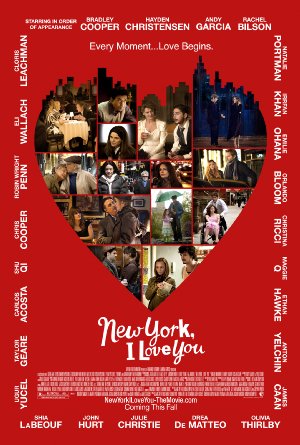 STARRING IN ORDER OF APPEARANCE
BRADLEY COOPER
HAYDEN CHRISTENSEN
ANDY GARCIA
RACHEL BILSON
NATALIE PORTMAN
IRRFAN KHAN
EMILIE OHANA
ORLANDO BLOOM
CHRISTINA RICCI
MAGGIE Q
ETHAN HAWKE
ANTON YELCHIN
JAMES CAAN
OLIVIA THIRLBY
DREA DE MATTEO
JULIE CHRISTIE
JOHN HURT
SHIA LaBEOUF
UGUR YUCEL
TAYLOR GEARE
CARLOS ACOSTA
SHU QI
CHRIS COOPER
ROBIN WRIGHT PENN
ELI WALLACH
CLORIS LEACHMAN
Every Moment...Love Begins.
New York,
I Love You
NewYorkILoveYou-TheMovie.com
Coming This Fall